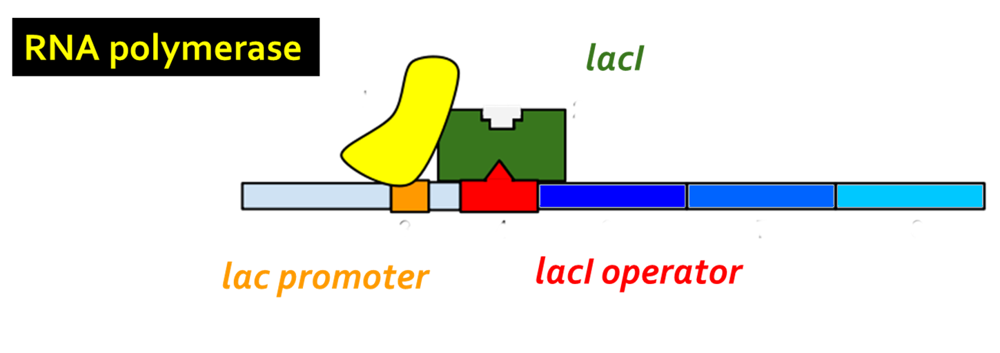 RNA polymerase
lacI
lac promoter
lacI operator